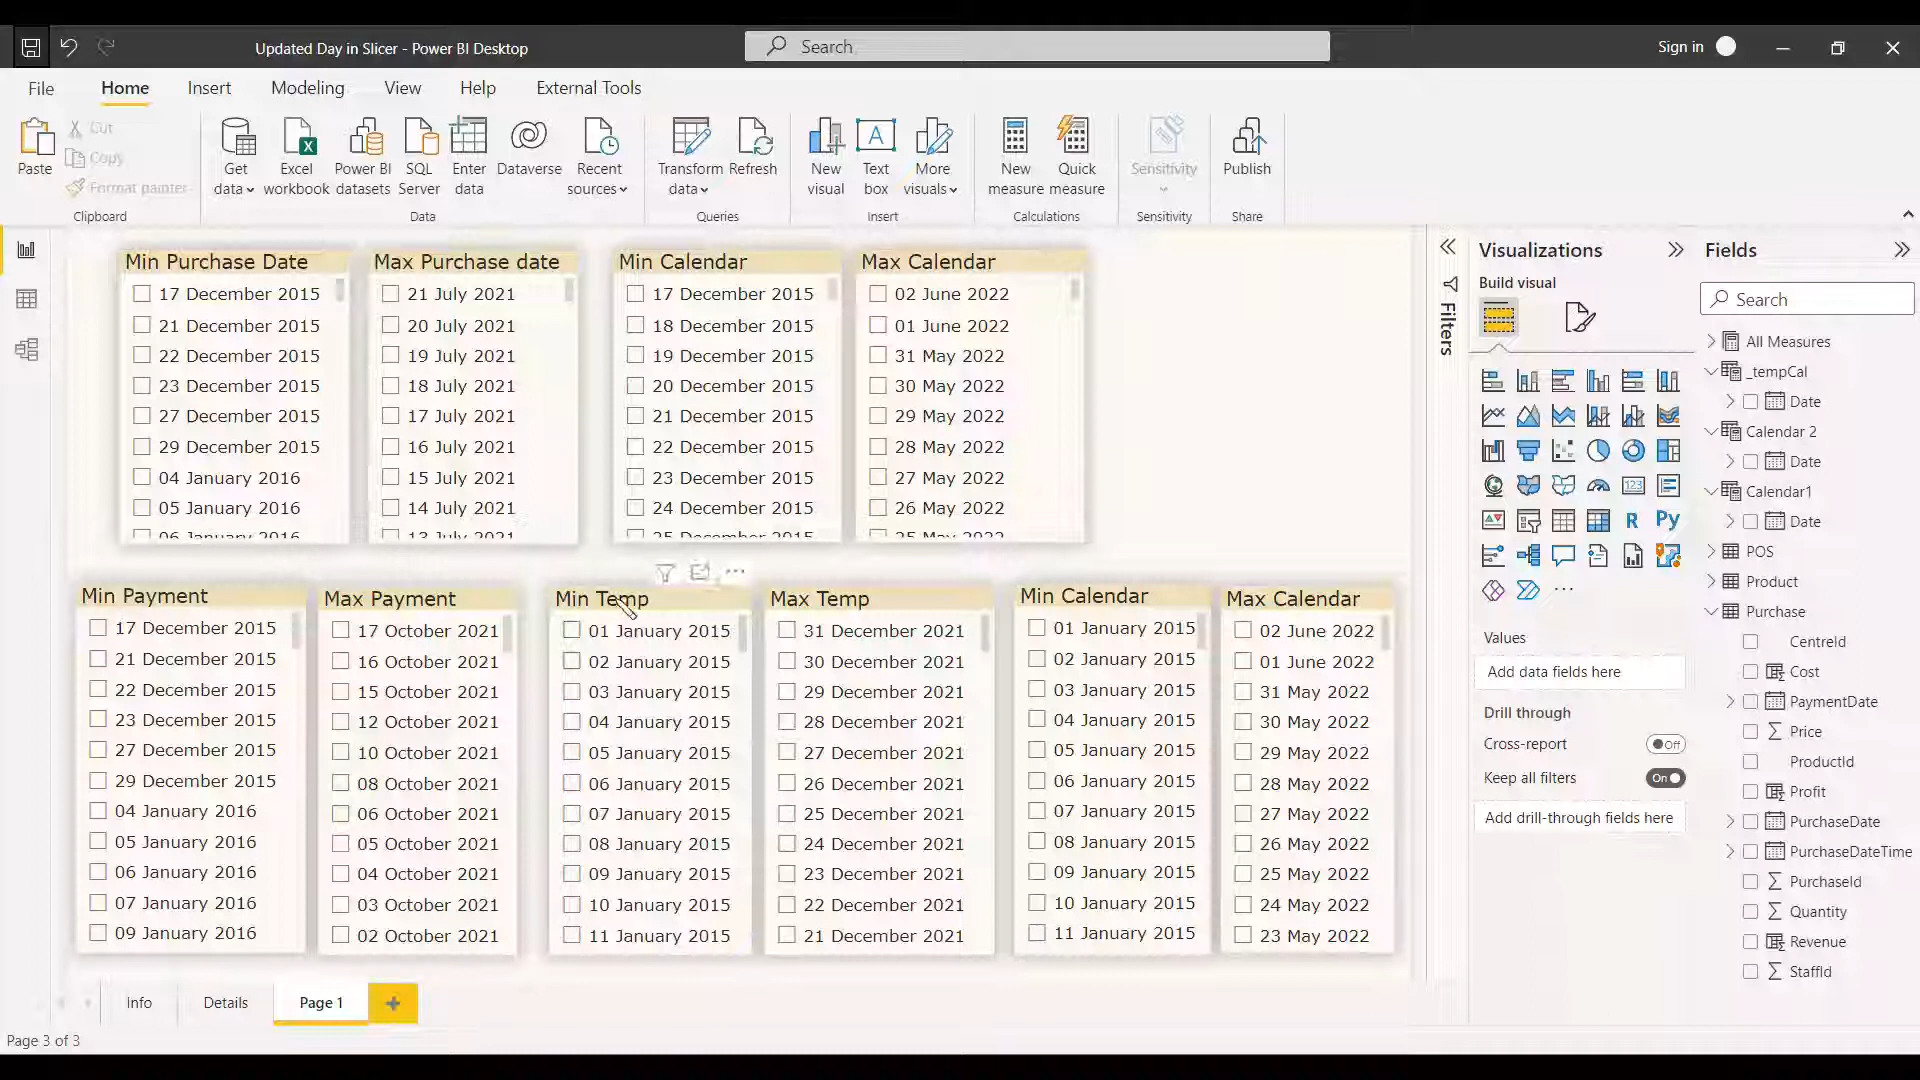 Updated Day in Slicer - Power BI Desktop
Search
Sign in
File
Home
Insert
Modeling
View
Help
External Tools
Paste
Cut
Copy
Format painter
Clipboard
Get data
Excel workbook
Power BI datasets
SQL Server
Enter data
Dataverse
Recent sources
Data
Transform data
Refresh
Queries
New visual
Text box
More visuals
Insert
New measure
Quick measure
Calculations
Sensitivity
Sensitivity
Publish
Share
Min Purchase Date
17 December 2015
21 December 2015
22 December 2015
23 December 2015
27 December 2015
29 December 2015
04 January 2016
05 January 2016
06 January 2016
Max Purchase date
21 July 2021
20 July 2021
19 July 2021
18 July 2021
17 July 2021
16 July 2021
15 July 2021
14 July 2021
13 July 2021
Min Calendar
17 December 2015
18 December 2015
19 December 2015
20 December 2015
21 December 2015
22 December 2015
23 December 2015
24 December 2015
25 December 2015
Max Calendar
02 June 2022
01 June 2022
31 May 2022
30 May 2022
29 May 2022
28 May 2022
27 May 2022
26 May 2022
25 May 2022
Min Payment
17 December 2015
21 December 2015
22 December 2015
23 December 2015
27 December 2015
29 December 2015
04 January 2016
05 January 2016
06 January 2016
07 January 2016
09 January 2016
Max Payment
17 October 2021
16 October 2021
15 October 2021
12 October 2021
10 October 2021
08 October 2021
06 October 2021
05 October 2021
04 October 2021
03 October 2021
02 October 2021
Min Temp
01 January 2015
02 January 2015
03 January 2015
04 January 2015
05 January 2015
06 January 2015
07 January 2015
08 January 2015
09 January 2015
10 January 2015
11 January 2015
Max Temp
31 December 2021
30 December 2021
29 December 2021
28 December 2021
27 December 2021
26 December 2021
25 December 2021
24 December 2021
23 December 2021
22 December 2021
21 December 2021
Min Calendar
01 January 2015
02 January 2015
03 January 2015
04 January 2015
05 January 2015
06 January 2015
07 January 2015
08 January 2015
09 January 2015
10 January 2015
11 January 2015
Max Calendar
02 June 2022
01 June 2022
31 May 2022
30 May 2022
29 May 2022
28 May 2022
27 May 2022
26 May 2022
25 May 2022
24 May 2022
23 May 2022
Filters
Visualizations
Build visual
123
R
Py
Values
Add data fields here
Drill through
Cross-report
Off
Keep all filters
On
Add drill-through fields here
Fields
Search
All Measures
_tempCal
Date
Calendar 2
Date
Calendar1
Date
POS
Product
Purchase
CentreId
Cost
PaymentDate
Price
ProductId
Profit
PurchaseDate
PurchaseDateTime
PurchaseId
Quantity
Revenue
StaffId
Info
Details
Page 1
Page 3 of 3